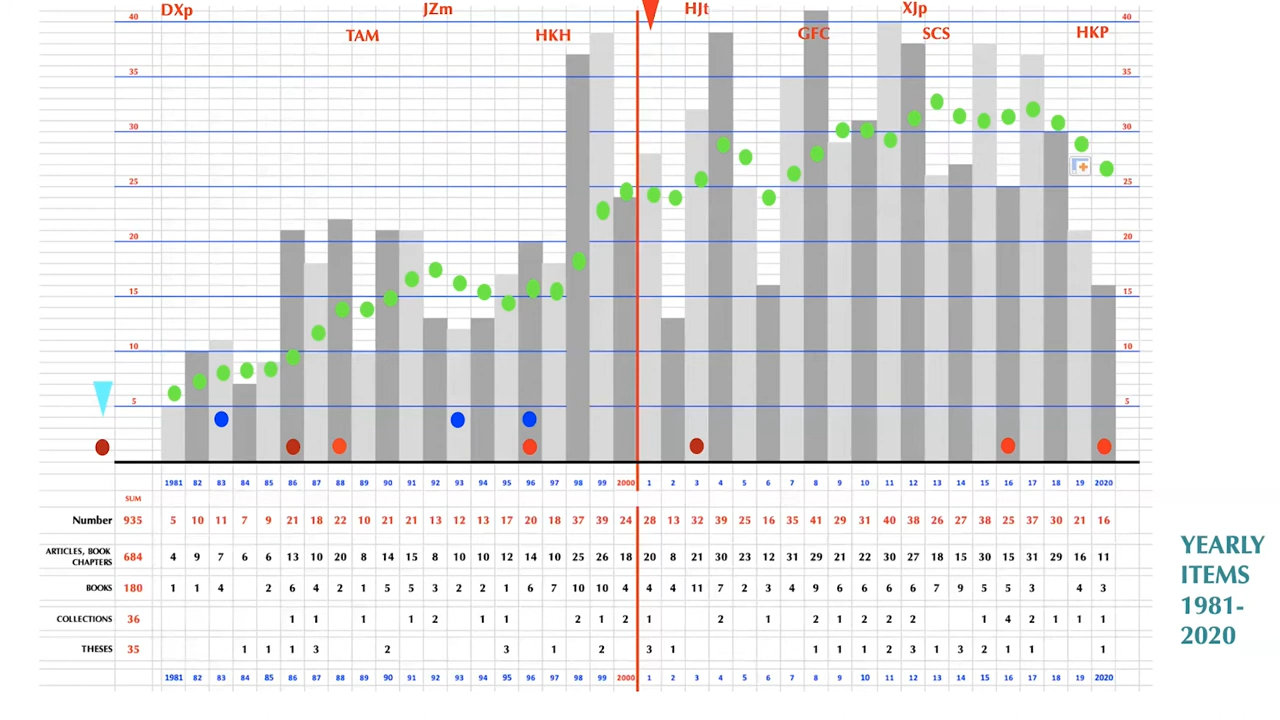 DXp JZm HJt XJp
TAM HKH GFC SCS HKP
40 40
35 35
30 30
25 25
20 20
15 15
10 10
5 5
1981 82 83 84 85 86 87 88 89 90 91 92 93 94 95 96 97 98 99 2000 1 2 3 4 5 6 7 8 9 10 11 12 13 14 15 16 17 18 19 2020
SUM
Number 935 5 10 11 7 9 21 18 22 10 21 21 13 12 13 17 20 18 37 39 24 28 13 32 39 25 16 35 41 29 31 40 38 26 27 38 25 37 30 21 16
ARTICLES, BOOK
CHAPTERS 684 4 9 7 6 6 13 10 20 8 14 15 8 10 10 12 14 10 25 26 18 20 8 21 30 23 12 31 29 21 22 30 27 18 15 30 15 31 29 16 11
BOOKS 180 1 1 4 2 6 4 2 1 5 5 3 2 2 1 6 7 10 10 4 4 4 11 7 2 3 4 9 6 6 6 6 7 9 5 5 3 4 3
COLLECTIONS 36 1 1 1 1 2 1 1 2 1 2 1 2 1 2 1 2 2 2 1 4 2 1 1 1
THESES 35 1 1 1 3 2 3 1 2 3 1 1 1 1 2 3 1 3 2 1 1 1
1981 82 83 84 85 86 87 88 89 90 91 92 93 94 95 96 97 98 99 2000 1 2 3 4 5 6 7 8 9 10 11 12 13 14 15 16 17 18 19 2020
YEARLY
ITEMS
1981-
2020